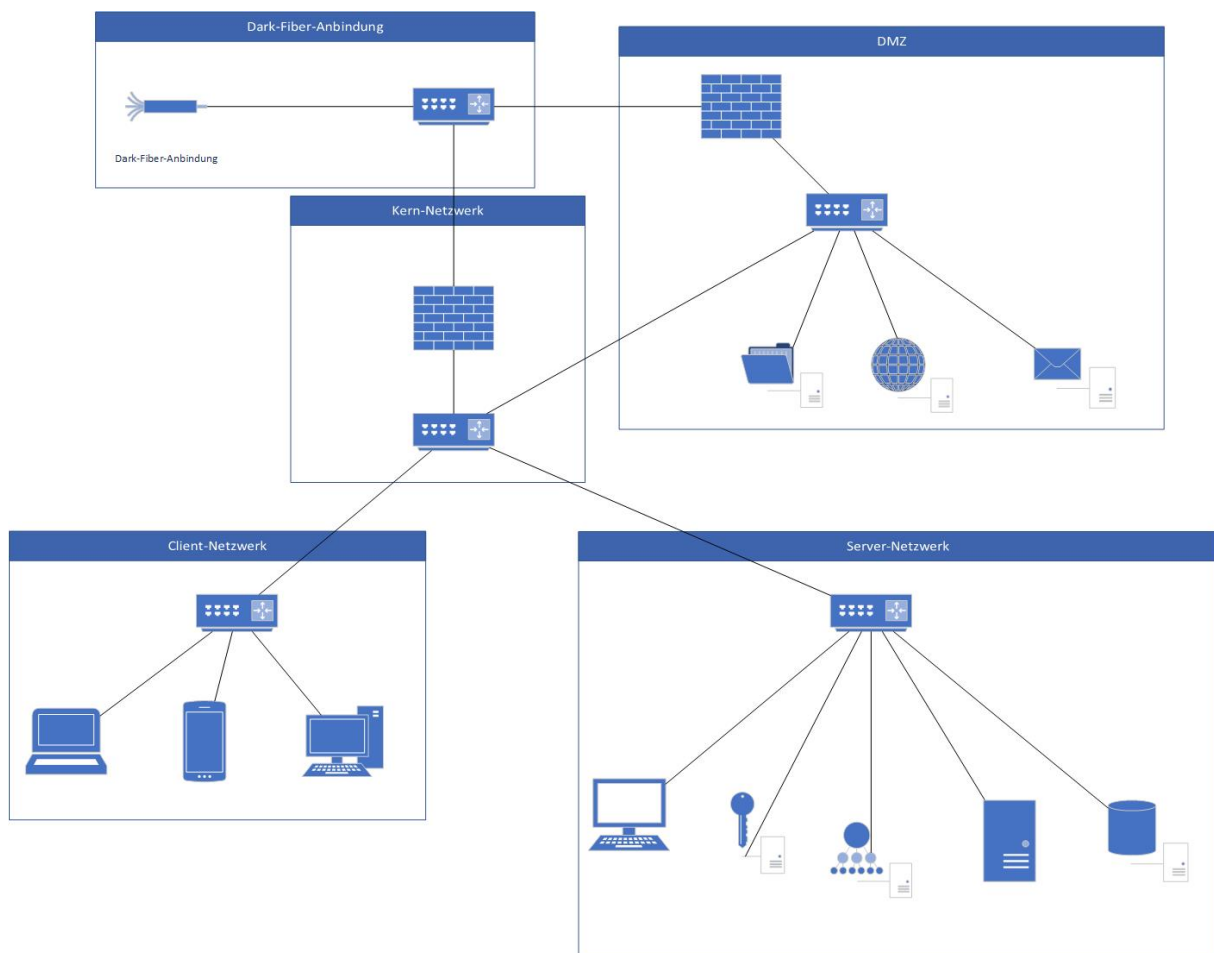 Dark-Fiber-Anbindung
DMZ
Dark-Fiber-Anbindung
Kern-Netzwerk
Client-Netzwerk
Server-Netzwerk